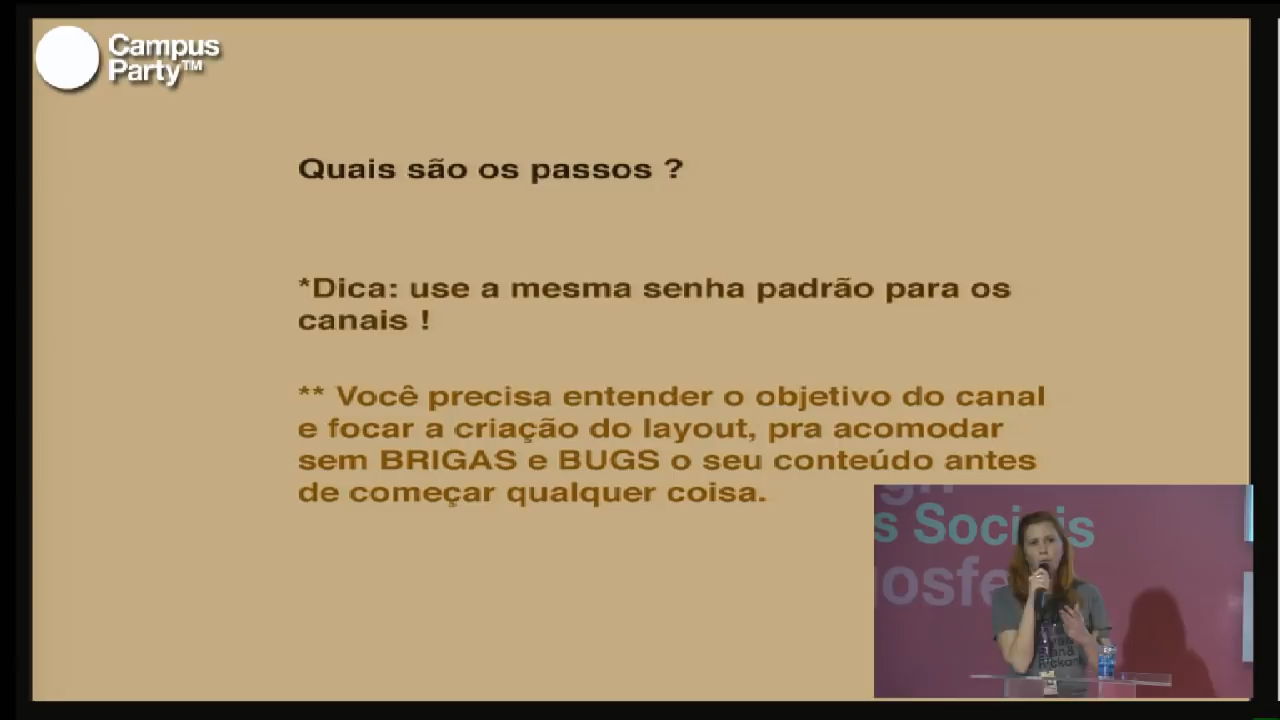 Campus
Party™
Quais são os passos ?
*Dica: use a mesma senha padrão para os
canais !
** Você precisa entender o objetivo do canal
e focar a criação do layout, pra acomodar
sem BRIGAS e BUGS o seu conteúdo antes
de começar qualquer coisa.
s Sociais